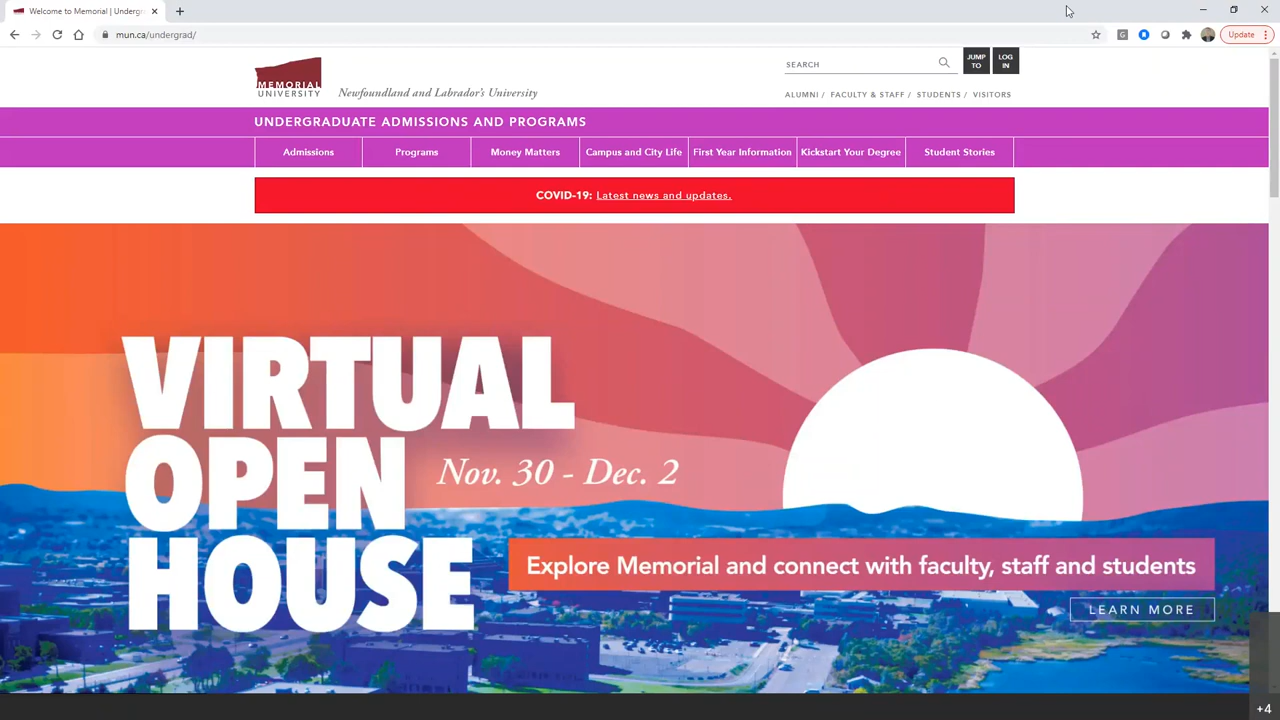 Welcome to Memorial | Undergr
mun.ca/undergrad/
Update
MEMORIAL
UNIVERSITY
Newfoundland and Labrador's University
SEARCH
JUMP TO
LOG IN
ALUMNI / FACULTY & STAFF / STUDENTS / VISITORS
UNDERGRADUATE ADMISSIONS AND PROGRAMS
Admissions Programs Money Matters Campus and City Life First Year Information Kickstart Your Degree Student Stories
COVID-19: Latest news and updates.
VIRTUAL
OPEN
HOUSE
Nov. 30 - Dec. 2
Explore Memorial and connect with faculty, staff and students
LEARN MORE
+4